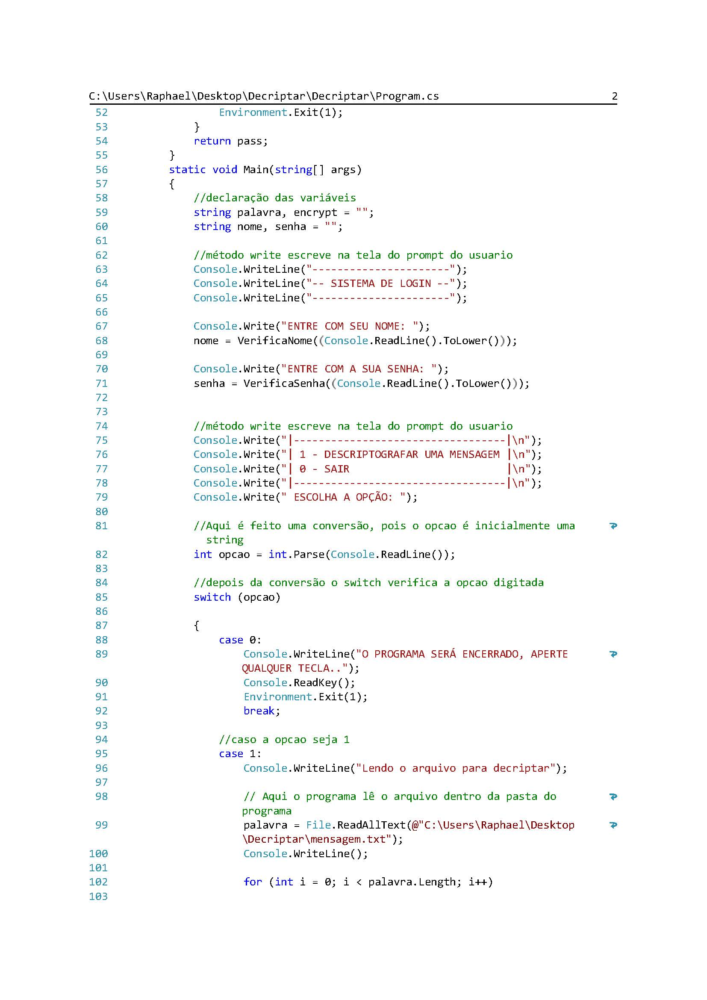 C:\Users\Raphael\Desktop\Decriptar\Decriptar\Program.cs 2
52 Environment.Exit(1);
53 }
54 return pass;
55 }
56 static void Main(string[] args)
57 {
58 //declaração das variáveis
59 string palavra, encrypt = "";
60 string nome, senha = "";
61
62 //método write escreve na tela do prompt do usuario
63 Console.WriteLine("----------------------");
64 Console.WriteLine("-- SISTEMA DE LOGIN --");
65 Console.WriteLine("----------------------");
66
67 Console.Write("ENTRE COM SEU NOME: ");
68 nome = VerificaNome((Console.ReadLine().ToLower()));
69
70 Console.Write("ENTRE COM A SUA SENHA: ");
71 senha = VerificaSenha((Console.ReadLine().ToLower()));
72
73
74 //método write escreve na tela do prompt do usuario
75 Console.Write("|----------------------------------|\n");
76 Console.Write("| 1 - DESCRIPTOGRAFAR UMA MENSAGEM |\n");
77 Console.Write("| 0 - SAIR                         |\n");
78 Console.Write("|----------------------------------|\n");
79 Console.Write(" ESCOLHA A OPÇÃO: ");
80
81 //Aqui é feito uma conversão, pois o opcao é inicialmente uma
string
82 int opcao = int.Parse(Console.ReadLine());
83
84 //depois da conversão o switch verifica a opcao digitada
85 switch (opcao)
86
87 {
88 case 0:
89 Console.WriteLine("O PROGRAMA SERÁ ENCERRADO, APERTE
QUALQUER TECLA..");
90 Console.ReadKey();
91 Environment.Exit(1);
92 break;
93
94 //caso a opcao seja 1
95 case 1:
96 Console.WriteLine("Lendo o arquivo para decriptar");
97
98 // Aqui o programa lê o arquivo dentro da pasta do
programa
99 palavra = File.ReadAllText(@"C:\Users\Raphael\Desktop
\Decriptar\mensagem.txt");
100 Console.WriteLine();
101
102 for (int i = 0; i < palavra.Length; i++)
103